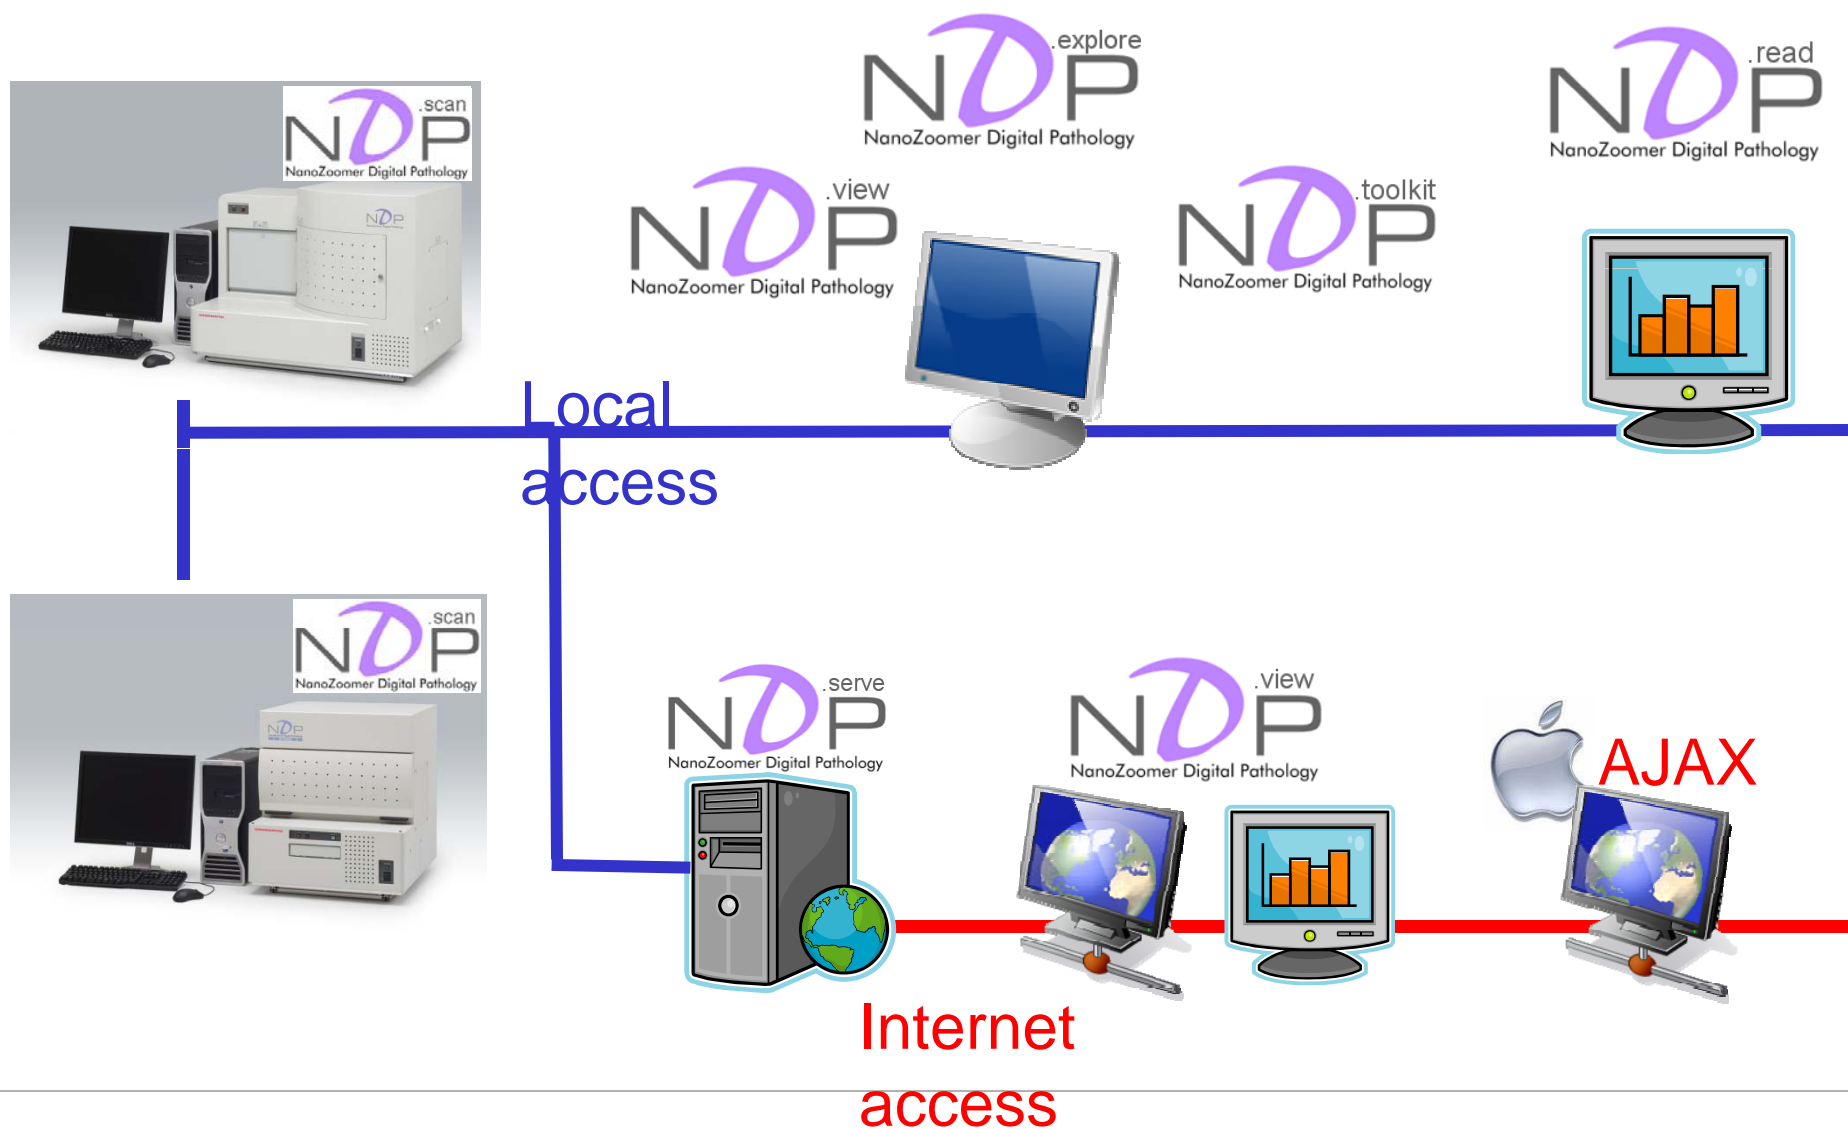 .explore
NDP
NanoZoomer Digital Pathology
.read
NDP
NanoZoomer Digital Pathology
.scan
NDP
NanoZoomer Digital Pathology
NDP
.view
NDP
NanoZoomer Digital Pathology
.toolkit
NDP
NanoZoomer Digital Pathology
Local
access
.scan
NDP
NanoZoomer Digital Pathology
NDP
.serve
NDP
NanoZoomer Digital Pathology
.view
NDP
NanoZoomer Digital Pathology
AJAX
Internet
access